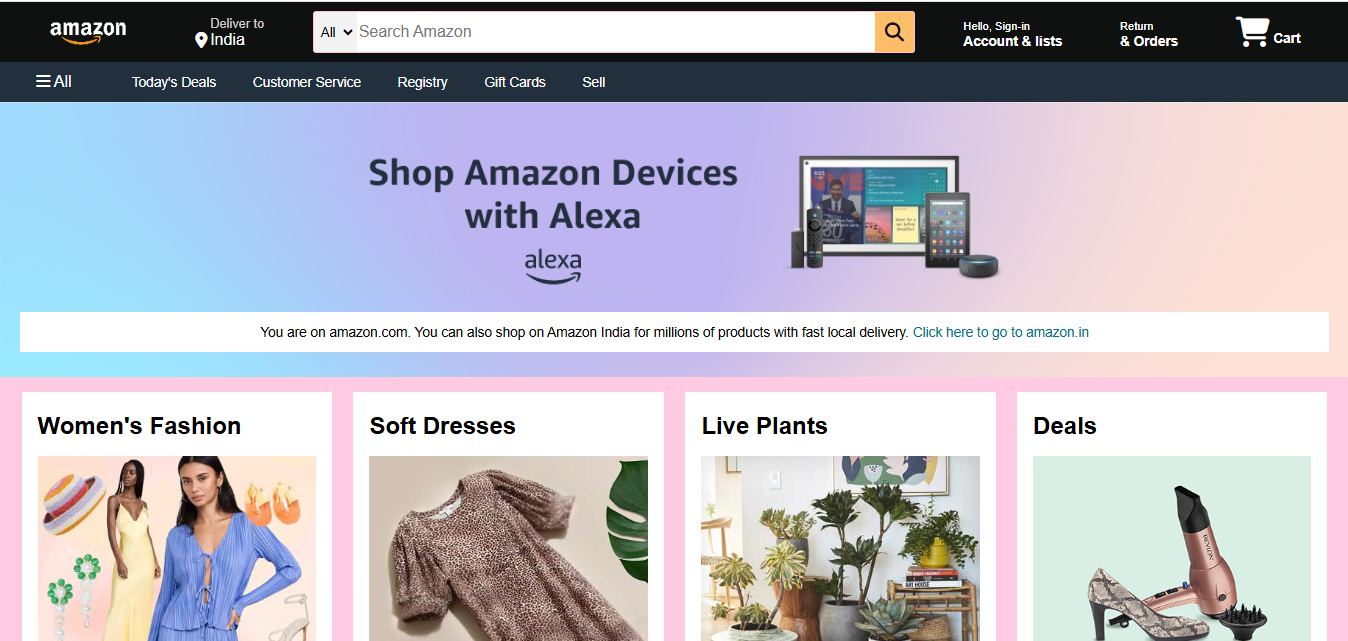 amazon
Deliver to
India
All
Search Amazon
Hello, Sign-in
Account & lists
Return
& Orders
Cart
All
Today's Deals
Customer Service
Registry
Gift Cards
Sell
Shop Amazon Devices
with Alexa
alexa
You are on amazon.com. You can also shop on Amazon India for millions of products with fast local delivery. Click here to go to amazon.in
Women's Fashion
Soft Dresses
Live Plants
Deals
ART HOUSE
REVLON